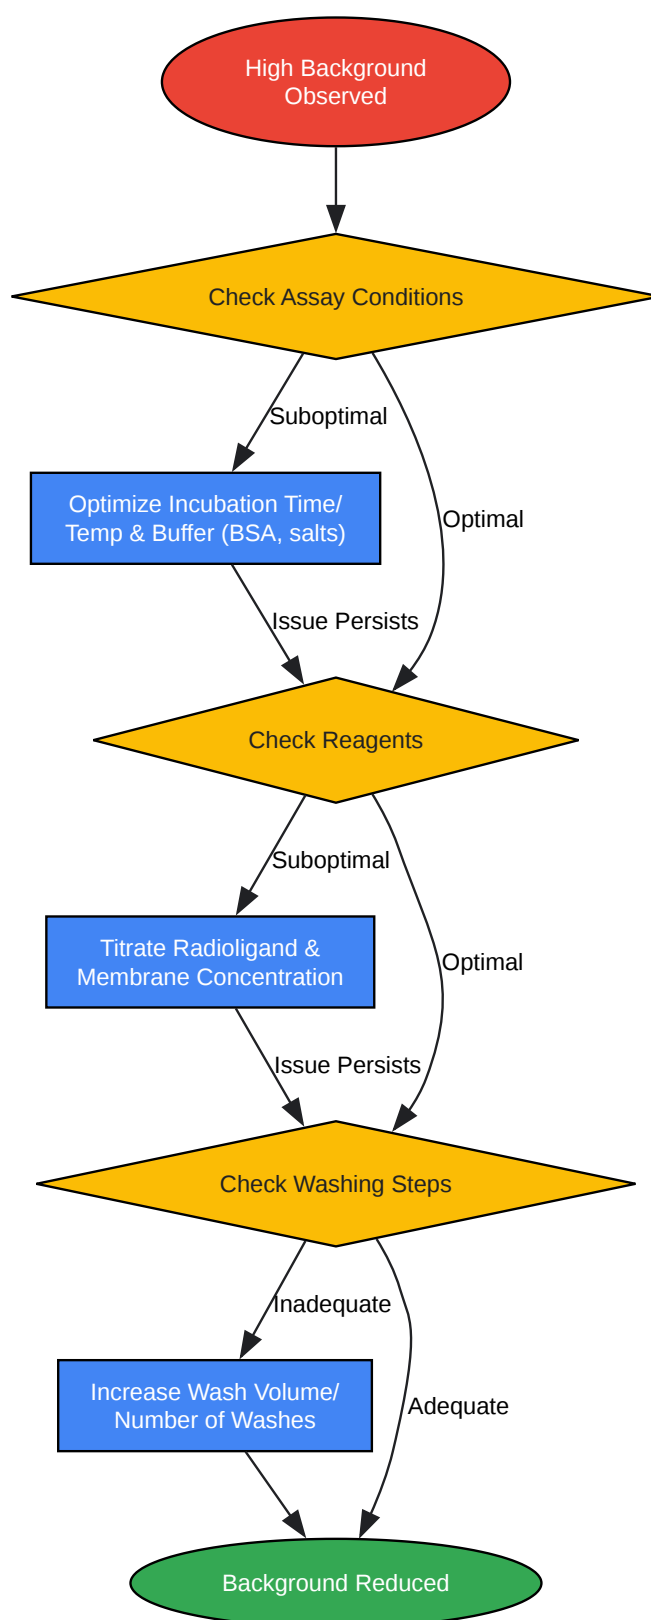 High Background
Observed
Check Assay Conditions
Suboptimal
Optimize Incubation Time/
Temp & Buffer (BSA, salts)
Optimal
Issue Persists
Check Reagents
Suboptimal
Titrate Radioligand &
Membrane Concentration
Optimal
Issue Persists
Check Washing Steps
Inadequate
Increase Wash Volume/
Number of Washes
Adequate
Background Reduced